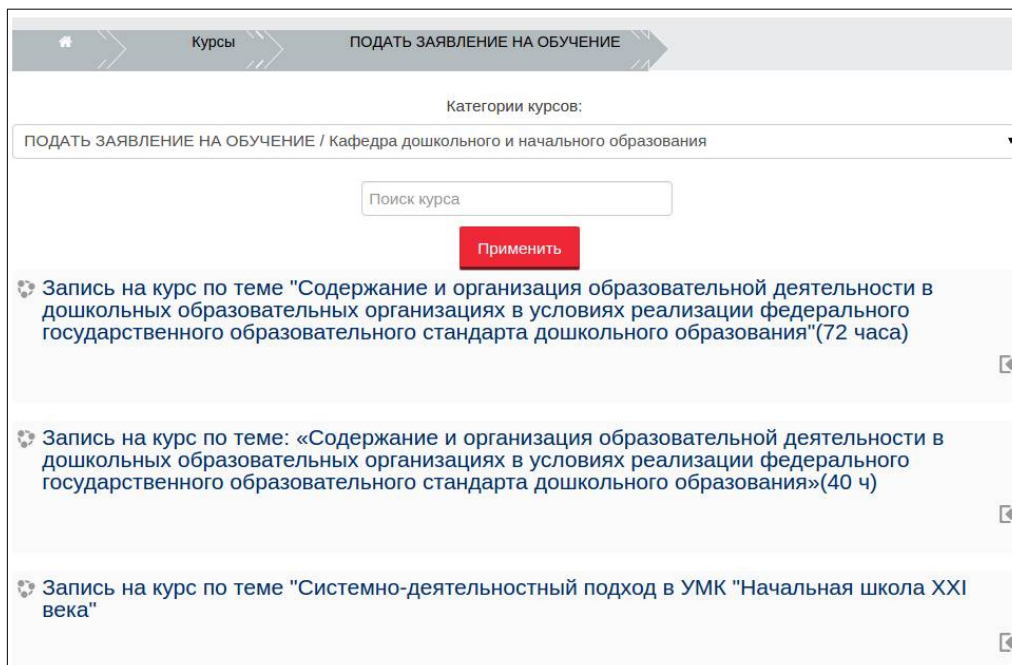 Курсы ПОДАТЬ ЗАЯВЛЕНИЕ НА ОБУЧЕНИЕ
Категории курсов:
ПОДАТЬ ЗАЯВЛЕНИЕ НА ОБУЧЕНИЕ / Кафедра дошкольного и начального образования
Поиск курса
Применить
Запись на курс по теме "Содержание и организация образовательной деятельности в
дошкольных образовательных организациях в условиях реализации федерального
государственного образовательного стандарта дошкольного образования"(72 часа)
Запись на курс по теме: «Содержание и организация образовательной деятельности в
дошкольных образовательных организациях в условиях реализации федерального
государственного образовательного стандарта дошкольного образования»(40 ч)
Запись на курс по теме "Системно-деятельностный подход в УМК "Начальная школа XXI
века"